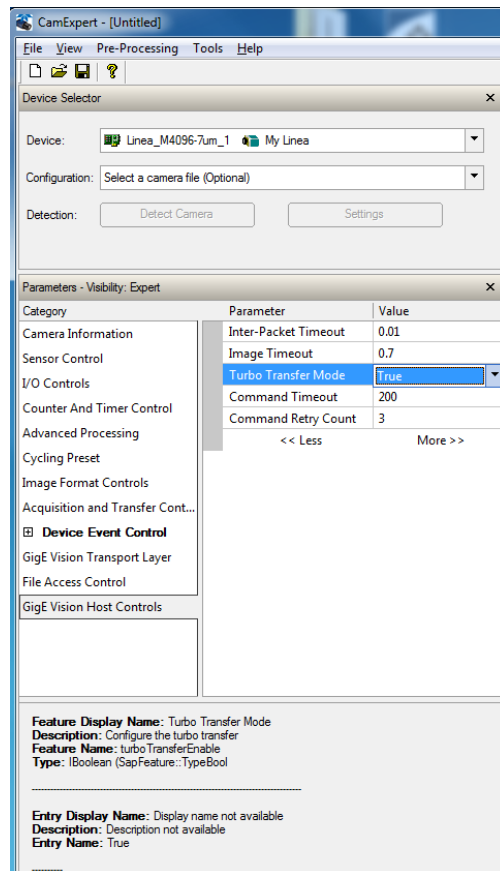 CamExpert - [Untitled]
File View Pre-Processing Tools Help
Device Selector
Device: Linea_M4096-7um_1 My Linea
Configuration: Select a camera file (Optional)
Detection: Detect Camera Settings
Parameters - Visibility: Expert
Category Parameter Value
Camera Information Inter-Packet Timeout 0.01
Sensor Control Image Timeout 0.7
I/O Controls Turbo Transfer Mode True
Counter And Timer Control Command Timeout 200
Advanced Processing Command Retry Count 3
Cycling Preset << Less More >>
Image Format Controls
Acquisition and Transfer Cont...
Device Event Control
GigE Vision Transport Layer
File Access Control
GigE Vision Host Controls
Feature Display Name: Turbo Transfer Mode
Description: Configure the turbo transfer
Feature Name: turboTransferEnable
Type: IBoolean (SapFeature::TypeBool
Entry Display Name: Display name not available
Description: Description not available
Entry Name: True